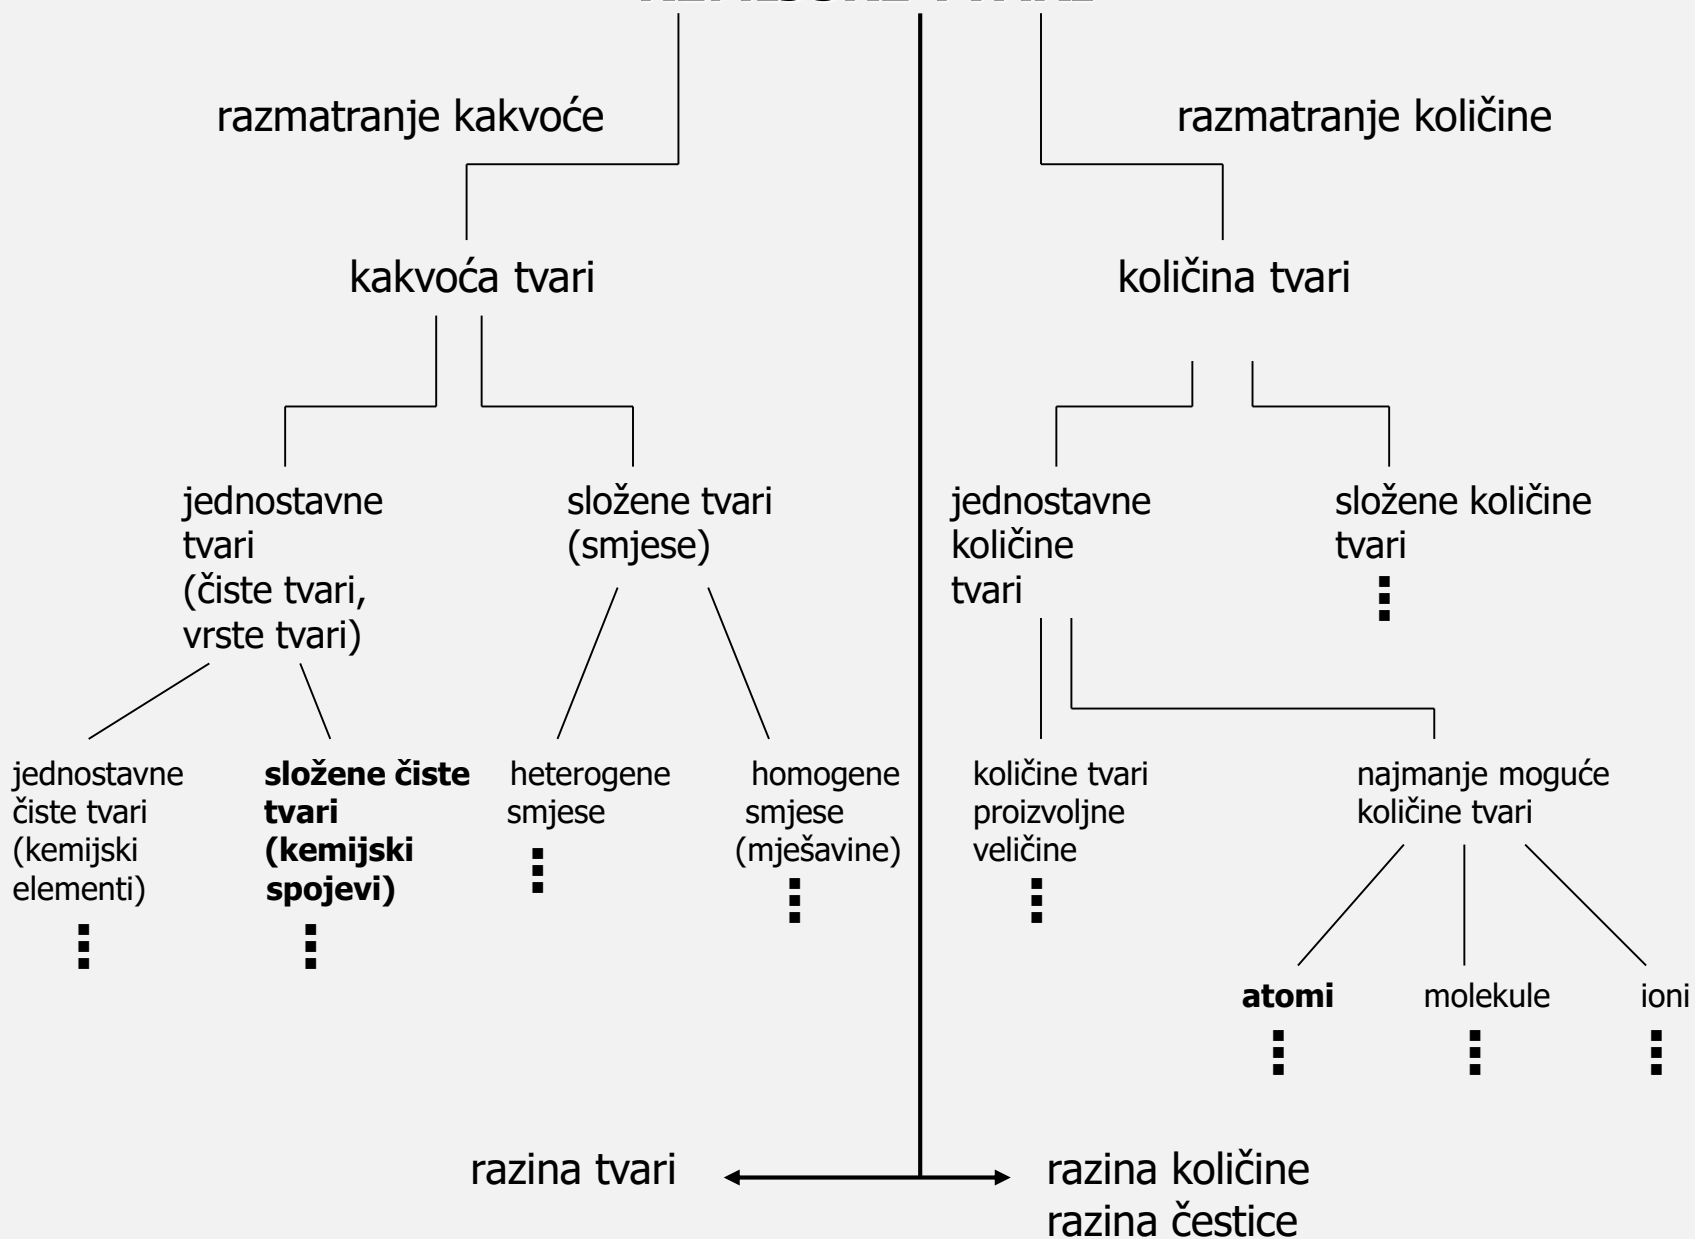 razmatranje kakvoće
razmatranje količine
kakvoća tvari
količina tvari
jednostavne
tvari
(čiste tvari,
vrste tvari)
složene tvari
(smjese)
jednostavne
količine
tvari
složene količine
tvari
jednostavne
čiste tvari
(kemijski
elementi)
složene čiste
tvari
(kemijski
spojevi)
heterogene
smjese
homogene
smjese
(mješavine)
količine tvari
proizvoljne
veličine
najmanje moguće
količine tvari
atomi
molekule
ioni
razina tvari
razina količine
razina čestice